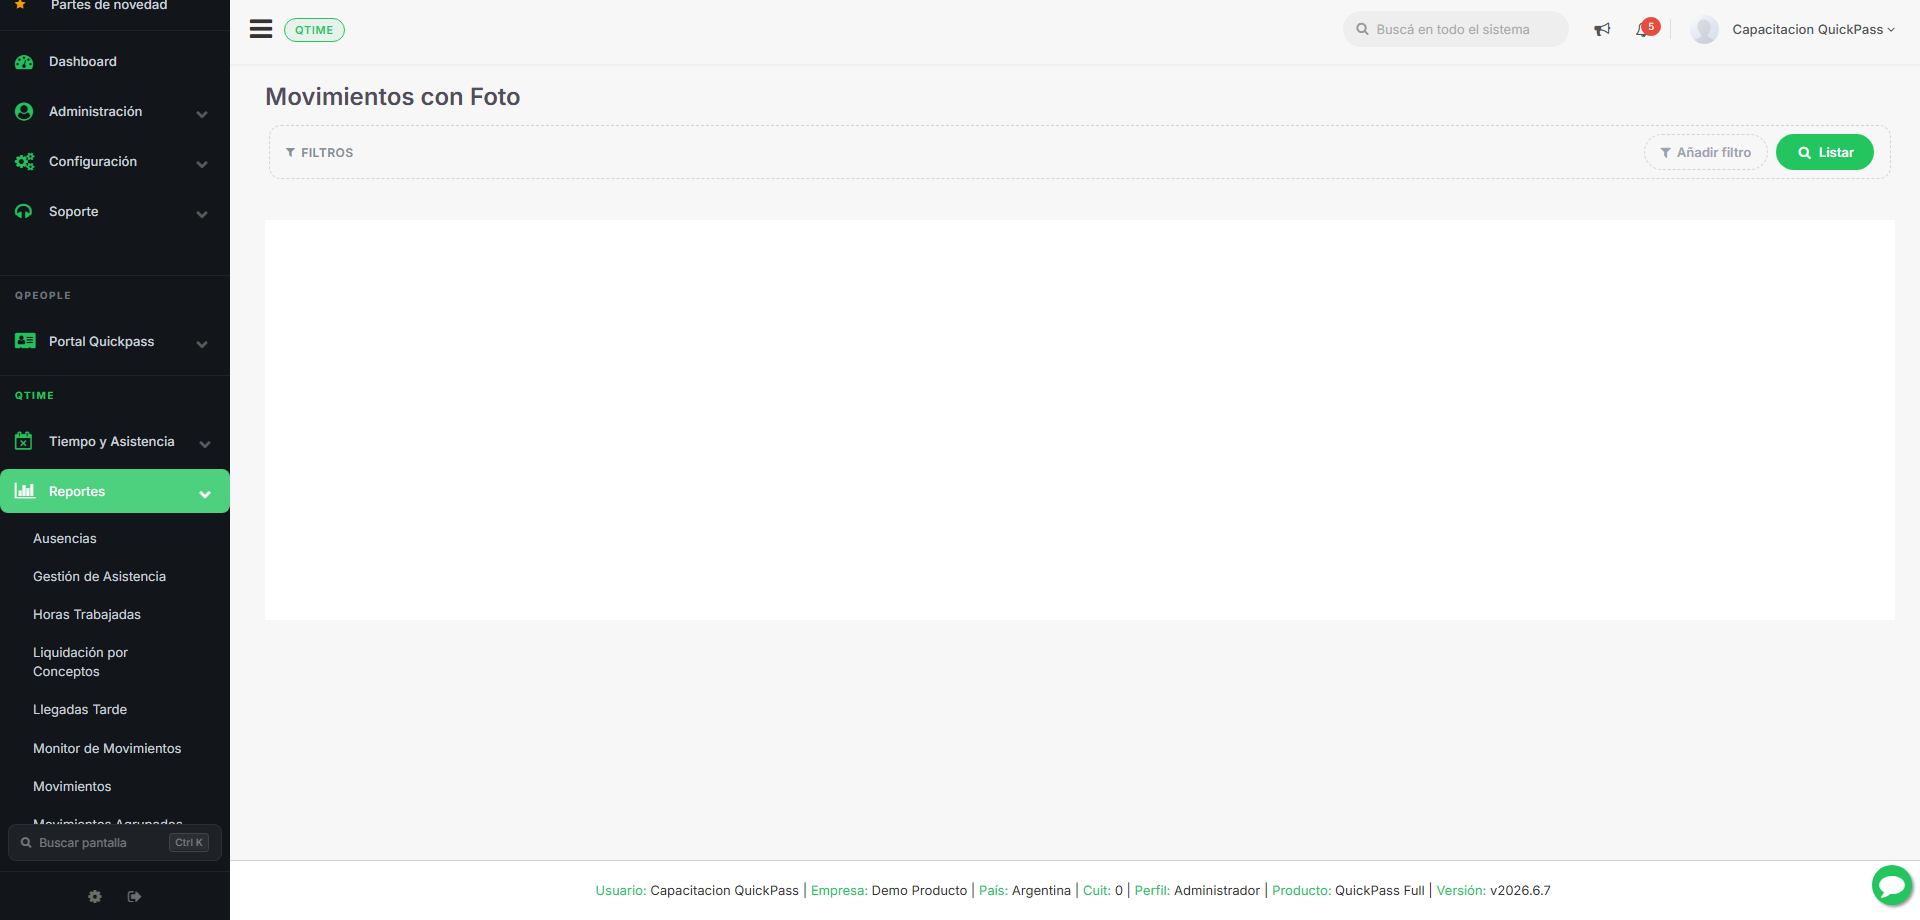 Partes de novedad
Dashboard
Administración
Configuración
Soporte
QPEOPLE
Portal Quickpass
QTIME
Tiempo y Asistencia
Reportes
Ausencias
Gestión de Asistencia
Horas Trabajadas
Liquidación por
Conceptos
Llegadas Tarde
Monitor de Movimientos
Movimientos
Movimientos Agrupados
Buscar pantalla Ctrl K
QTIME
Buscá en todo el sistema
5
Capacitacion QuickPass
Movimientos con Foto
FILTROS
Añadir filtro
Listar
Usuario: Capacitacion QuickPass | Empresa: Demo Producto | País: Argentina | Cuit: 0 | Perfil: Administrador | Producto: QuickPass Full | Versión: v2026.6.7